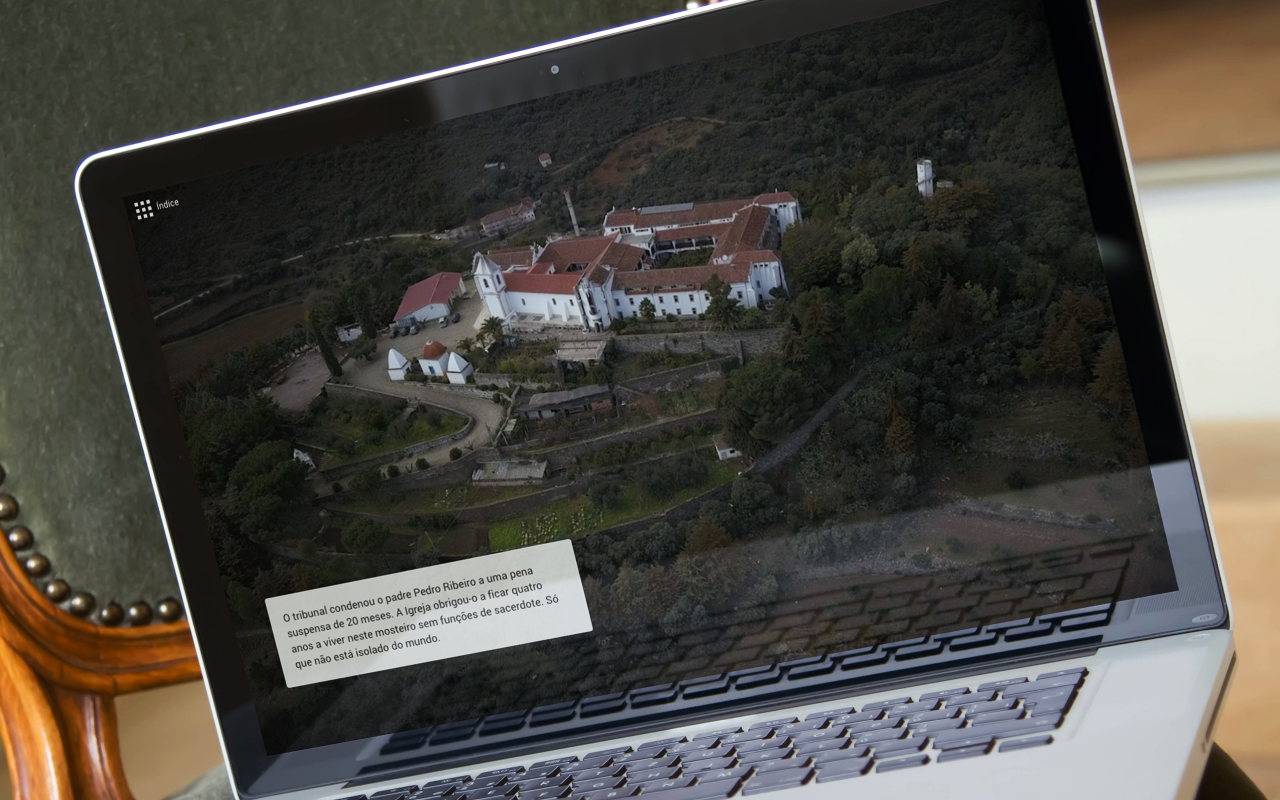 Índice
O tribunal condenou o padre Pedro Ribeiro a uma pena
suspensa de 20 meses. A Igreja obrigou-o a ficar quatro
anos a viver neste mosteiro sem funções de sacerdote. Só
que não está isolado do mundo.